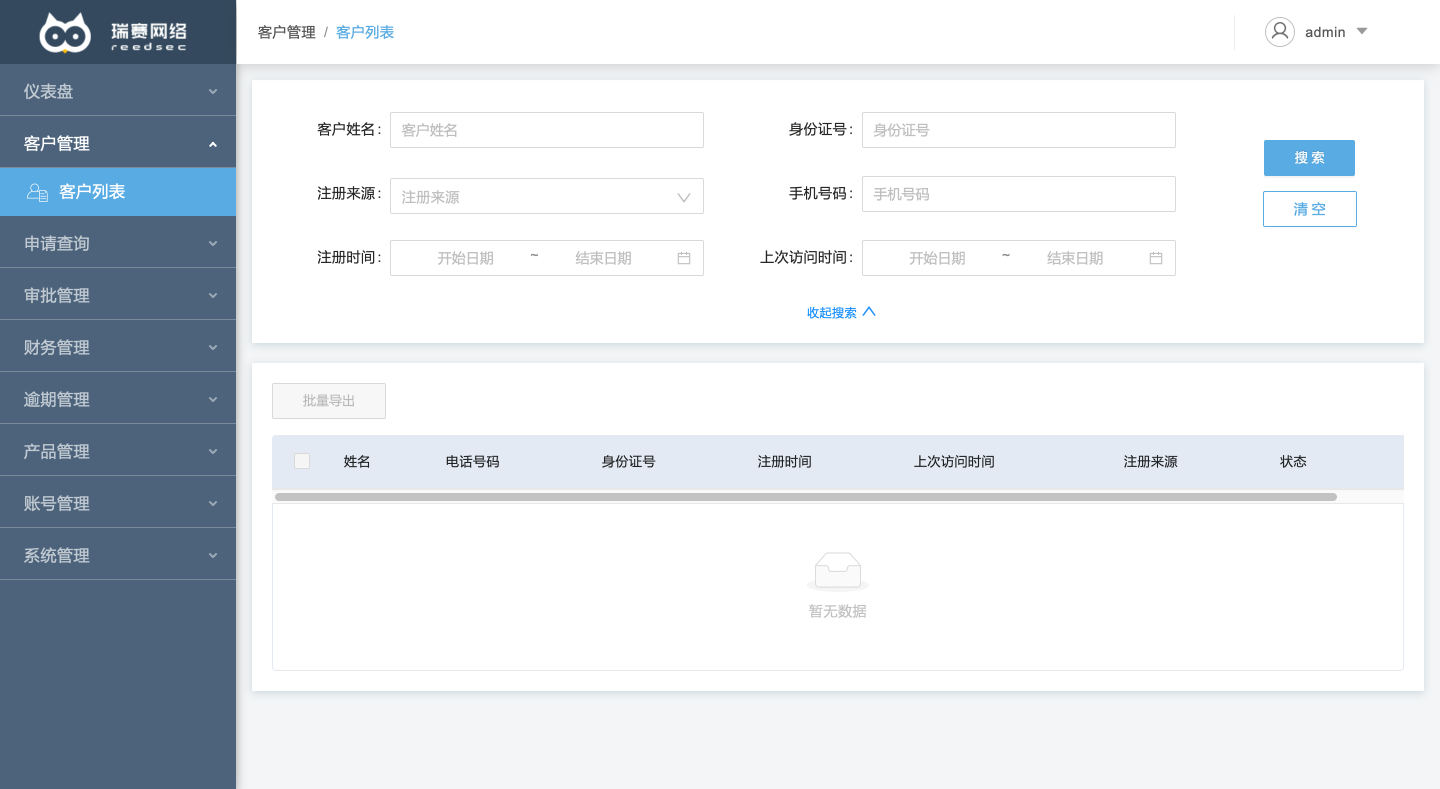 瑞赛网络
reedsec
仪表盘
客户管理
客户列表
申请查询
审批管理
财务管理
逾期管理
产品管理
账号管理
系统管理
客户管理 / 客户列表
admin
客户姓名: 客户姓名
身份证号: 身份证号
注册来源: 注册来源
手机号码: 手机号码
注册时间: 开始日期 ~ 结束日期
上次访问时间: 开始日期 ~ 结束日期
搜 索
清 空
收起搜索
批量导出
姓名 电话号码 身份证号 注册时间 上次访问时间 注册来源 状态
暂无数据